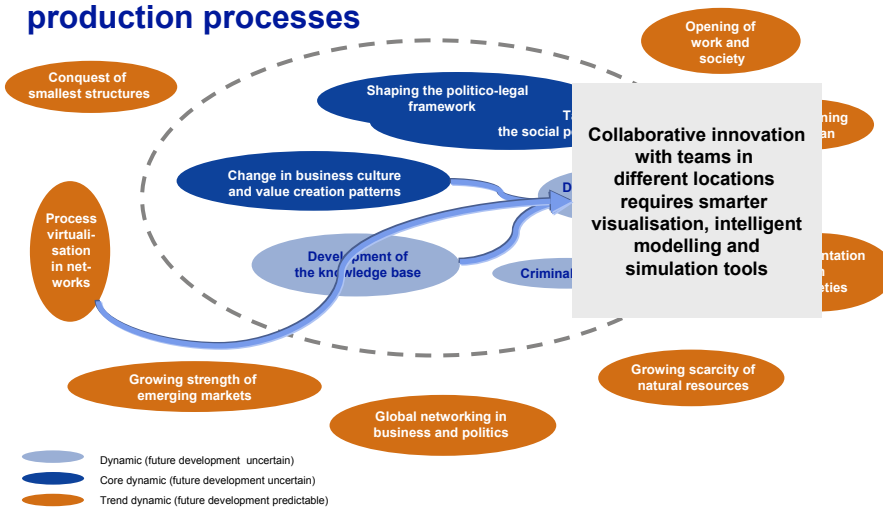 production processes
Opening of
work and
society
Conquest of
smallest structures
Shaping the politico-legal
framework
the social
Collaborative innovation
with teams in
different locations
requires smarter
visualisation, intelligent
modelling and
simulation tools
Change in business culture
and value creation patterns
Process
virtuali-
sation
in net-
works
Development of
the knowledge base
Criminal
Growing strength of
emerging markets
Growing scarcity of
natural resources
Global networking in
business and politics
Dynamic (future development uncertain)
Core dynamic (future development uncertain)
Trend dynamic (future development predictable)